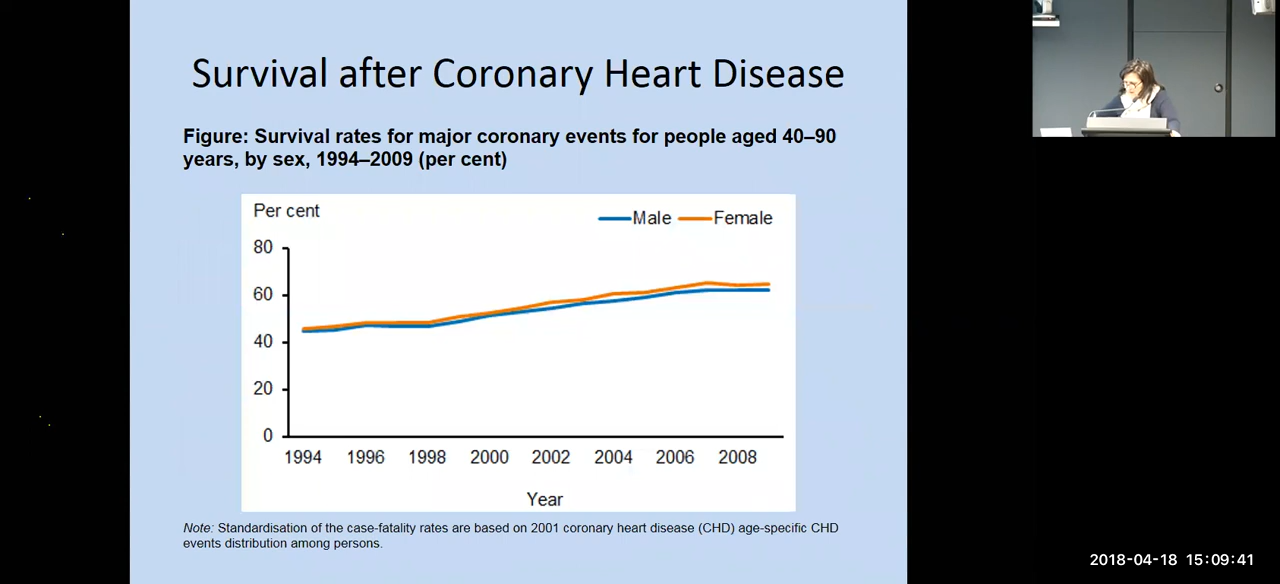 Survival after Coronary Heart Disease
Figure: Survival rates for major coronary events for people aged 40–90
years, by sex, 1994–2009 (per cent)
Per cent
Male Female
80
60
40
20
0
1994 1996 1998 2000 2002 2004 2006 2008
Year
Note: Standardisation of the case-fatality rates are based on 2001 coronary heart disease (CHD) age-specific CHD
events distribution among persons.
2018-04-18 15:09:41